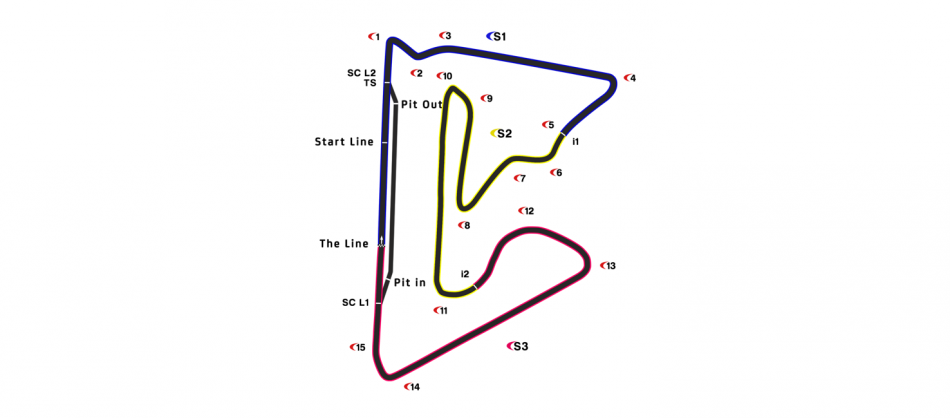 1
3
S1
2
10
4
SC L2
TS
9
Pit Out
5
S2
i1
Start Line
6
7
12
8
The Line
13
i2
Pit in
SC L1
11
15
S3
14